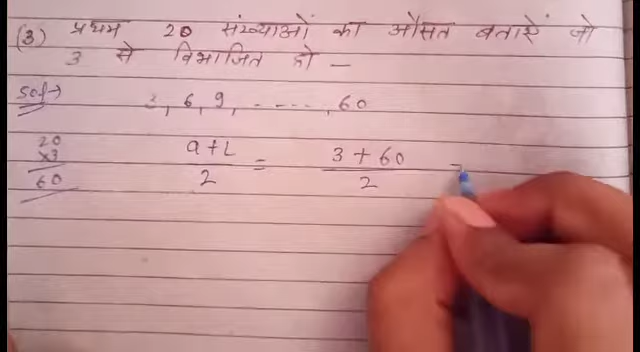 (3) प्रथम 20 संख्याओं का औसत बताऐं जो
3 से विभाजित हो —
Sol→
3, 6, 9, -----, 60
20
×3
60
a+L / 2 = 3+60 / 2